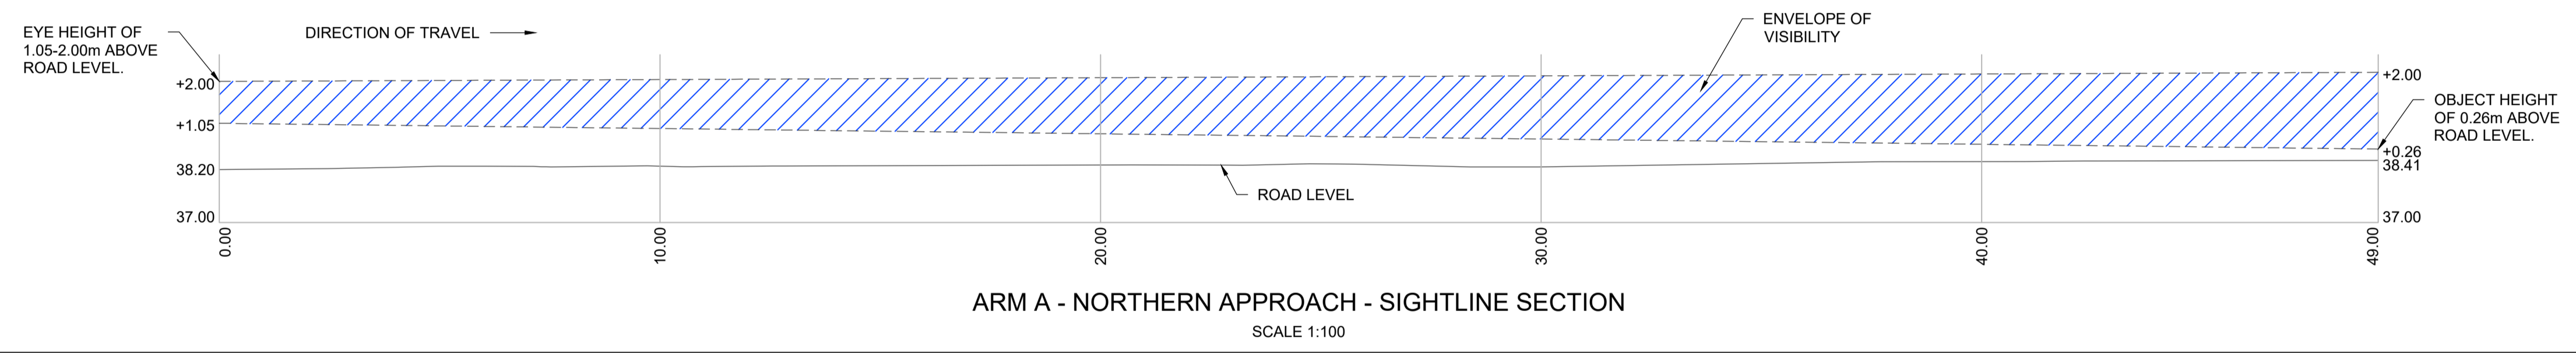 EYE HEIGHT OF
1.05-2.00m ABOVE
ROAD LEVEL.
DIRECTION OF TRAVEL
ENVELOPE OF
VISIBILITY
+2.00
+1.05
38.20
37.00
+2.00
OBJECT HEIGHT
OF 0.26m ABOVE
ROAD LEVEL.
+0.26
38.41
37.00
ROAD LEVEL
0.00
10.00
20.00
30.00
40.00
49.00
ARM A - NORTHERN APPROACH - SIGHTLINE SECTION
SCALE 1:100